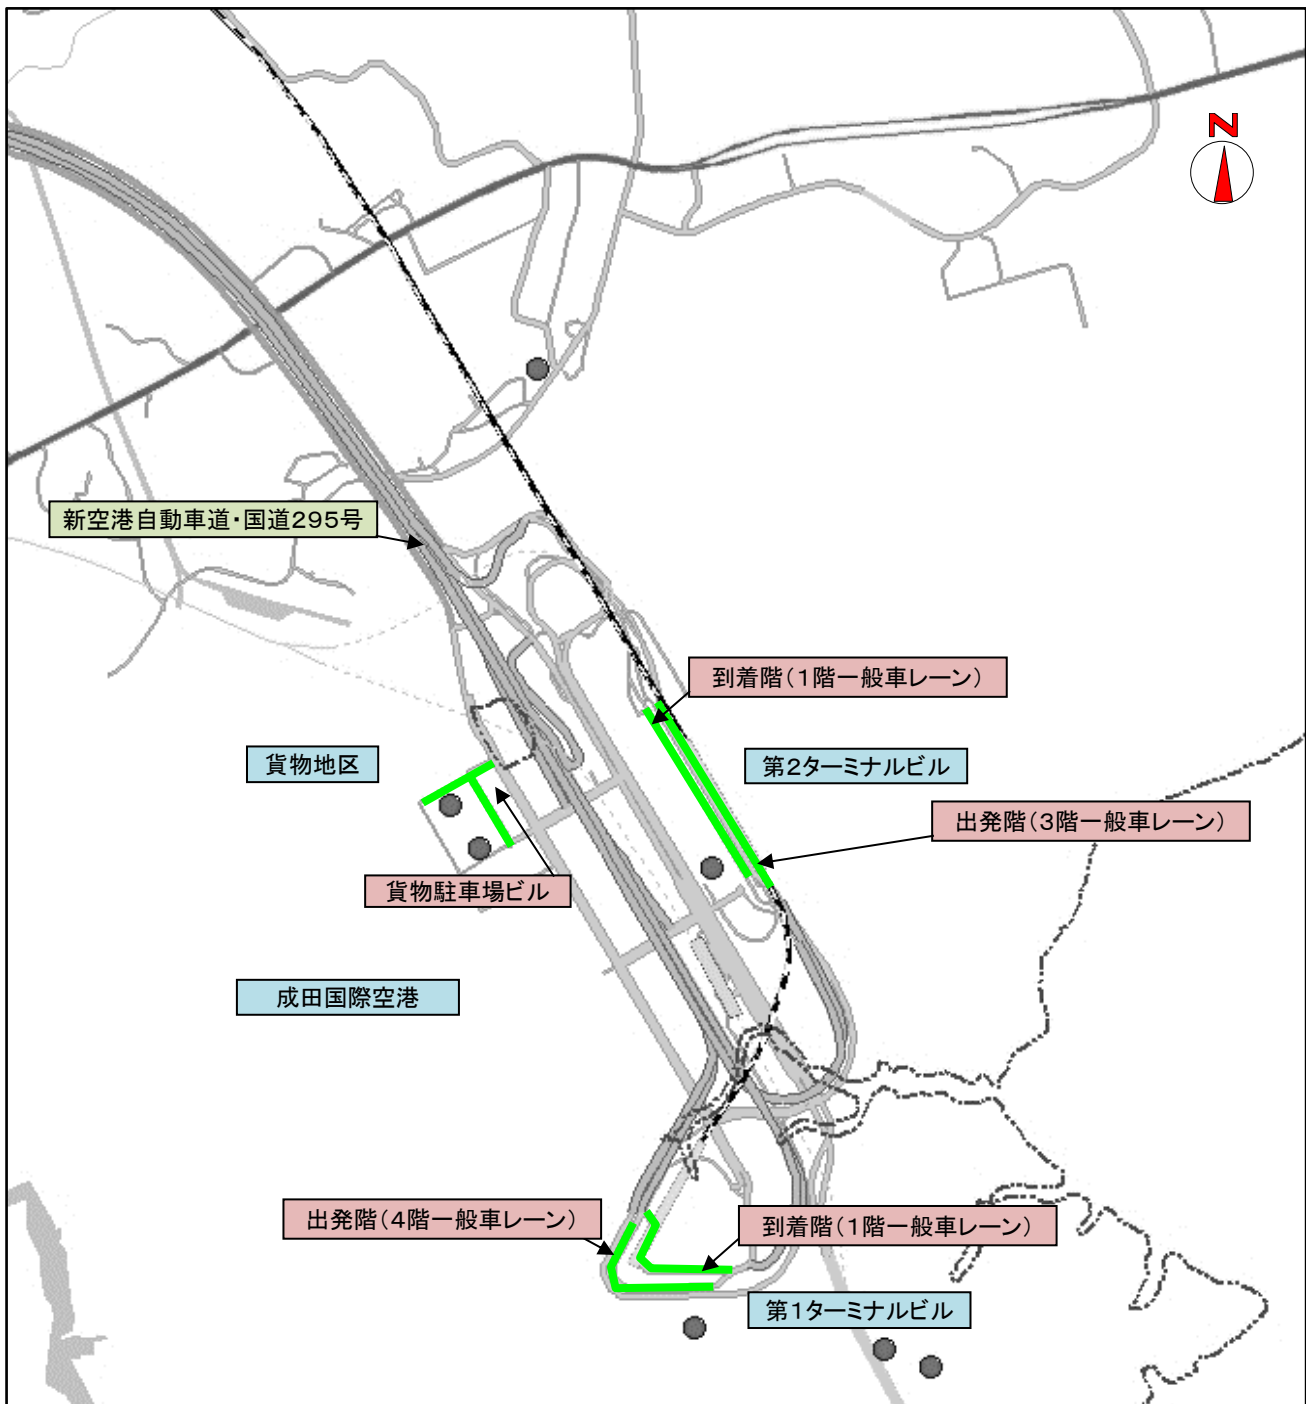 N
新空港自動車道・国道295号
到着階（1階一般車レーン）
貨物地区
第2ターミナルビル
出発階（3階一般車レーン）
貨物駐車場ビル
成田国際空港
出発階（4階一般車レーン）
到着階（1階一般車レーン）
第1ターミナルビル